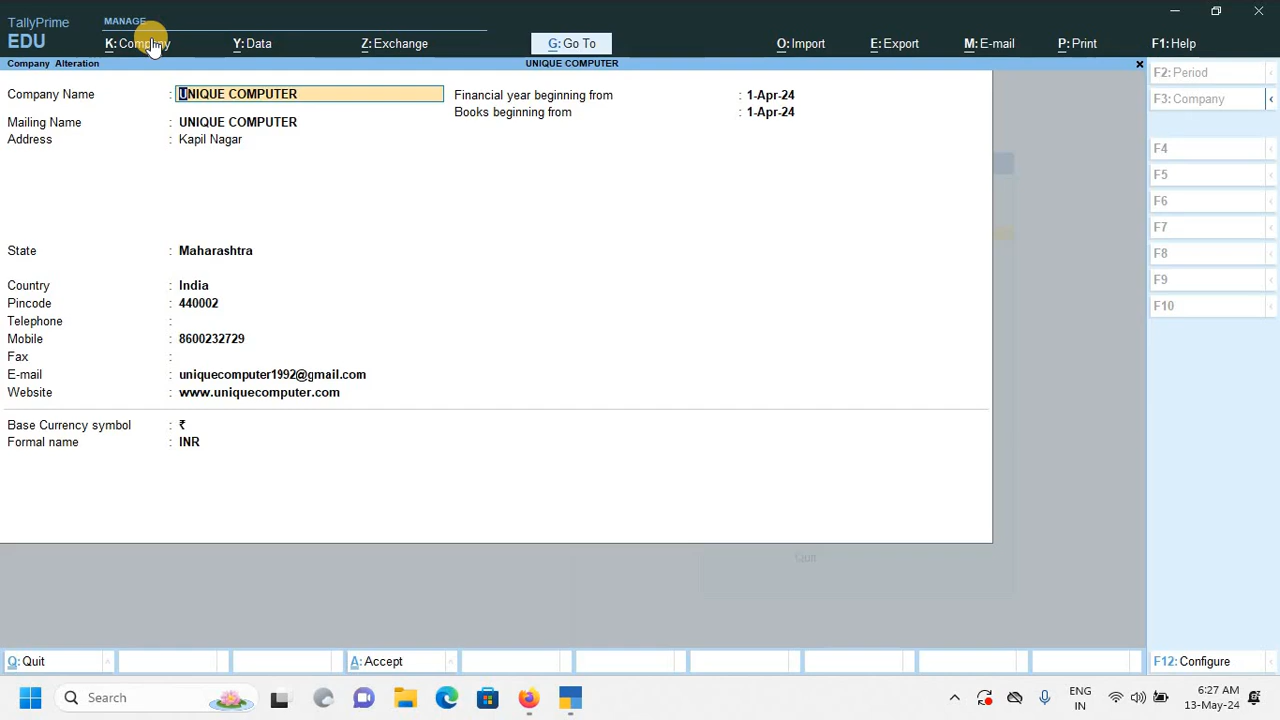 TallyPrime
EDU
MANAGE
K: Company
Y: Data
Z: Exchange
G: Go To
O: Import
E: Export
M: E-mail
P: Print
F1: Help
Company Alteration
UNIQUE COMPUTER
Company Name : UNIQUE COMPUTER
Financial year beginning from : 1-Apr-24
Books beginning from : 1-Apr-24
Mailing Name : UNIQUE COMPUTER
Address : Kapil Nagar
State : Maharashtra
Country : India
Pincode : 440002
Telephone :
Mobile : 8600232729
Fax :
E-mail : uniquecomputer1992@gmail.com
Website : www.uniquecomputer.com
Base Currency symbol : ₹
Formal name : INR
Quit
F2: Period
F3: Company
F4
F5
F6
F7
F8
F9
F10
Q: Quit
A: Accept
F12: Configure
Search
ENG
IN
6:27 AM
13-May-24